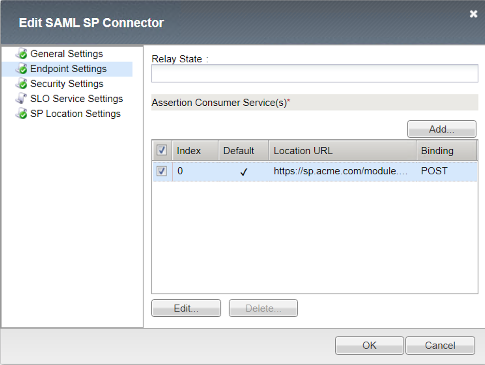 Edit SAML SP Connector
General Settings
Endpoint Settings
Security Settings
SLO Service Settings
SP Location Settings
Relay State :
Assertion Consumer Service(s)*
Add...
Index Default Location URL Binding
0 ✓ https://sp.acme.com/module.... POST
Edit... Delete...
OK Cancel